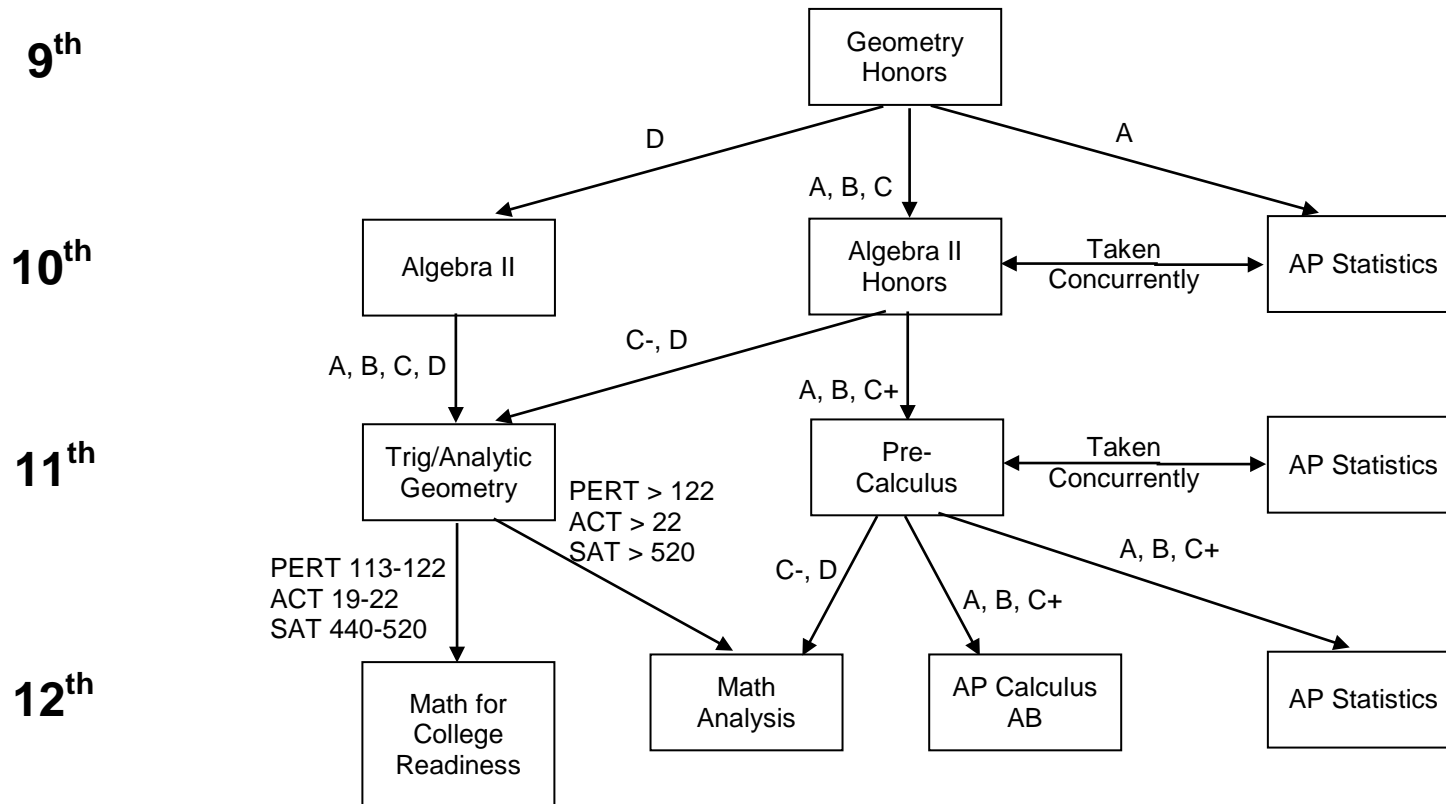 9th
Geometry
Honors
D
A, B, C
A
10th
Algebra II
Algebra II
Honors
Taken
Concurrently
AP Statistics
A, B, C, D
C-, D
A, B, C+
11th
Trig/Analytic
Geometry
Pre-
Calculus
Taken
Concurrently
AP Statistics
PERT 113-122
ACT 19-22
SAT 440-520
PERT > 122
ACT > 22
SAT > 520
C-, D
A, B, C+
A, B, C+
12th
Math for
College
Readiness
Math
Analysis
AP Calculus
AB
AP Statistics